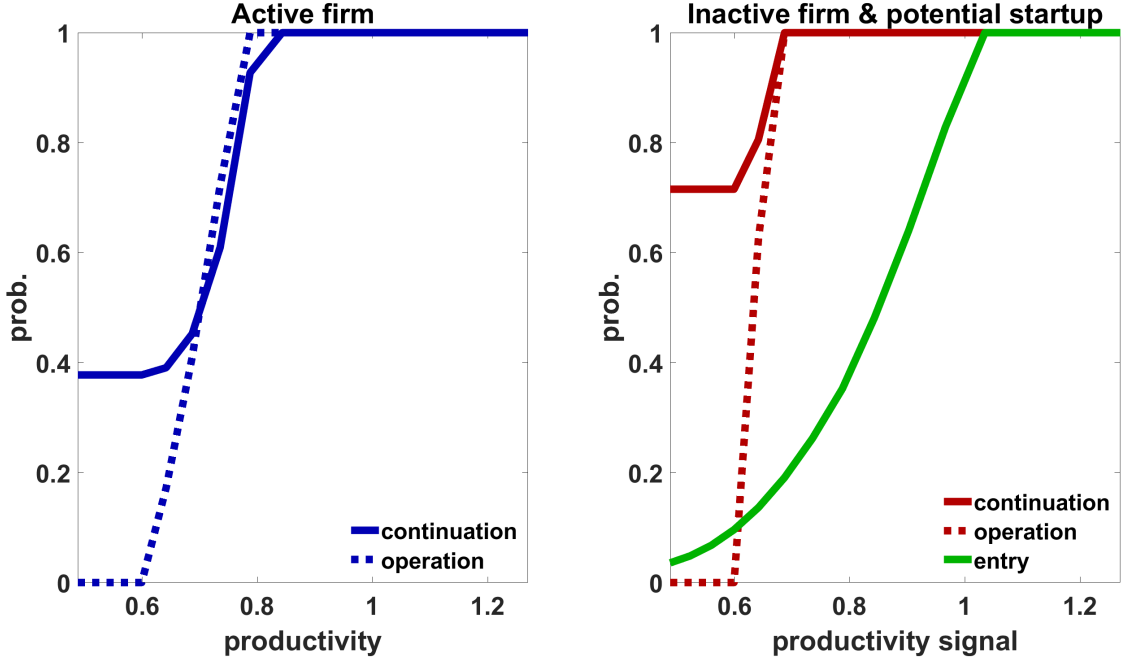 Active firm
1
0.8
0.6
0.4
0.2
0
prob.
0.6
0.8
1
1.2
productivity
continuation
operation
Inactive firm & potential startup
1
0.8
0.6
0.4
0.2
0
prob.
0.6
0.8
1
1.2
productivity signal
continuation
operation
entry